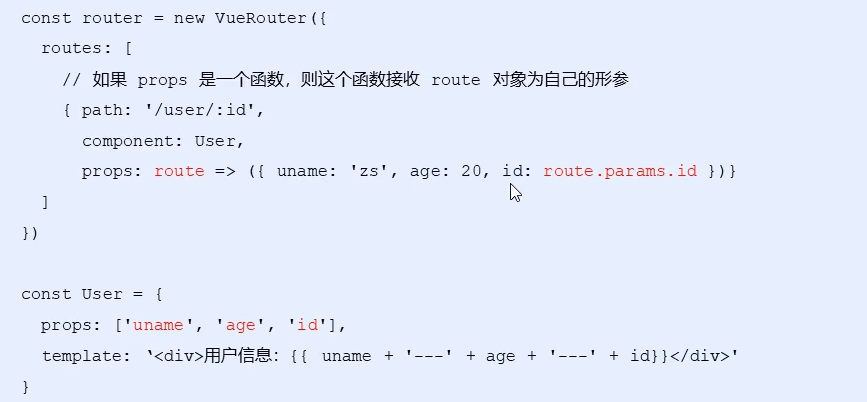 const router = new VueRouter({
routes: [
// 如果 props 是一个函数，则这个函数接收 route 对象为自己的形参
{ path: '/user/:id',
component: User,
props: route => ({ uname: 'zs', age: 20, id: route.params.id })}
]
})
const User = {
props: ['uname', 'age', 'id'],
template: ‘<div>用户信息：{{ uname + '---' + age + '---' + id}}</div>'
}